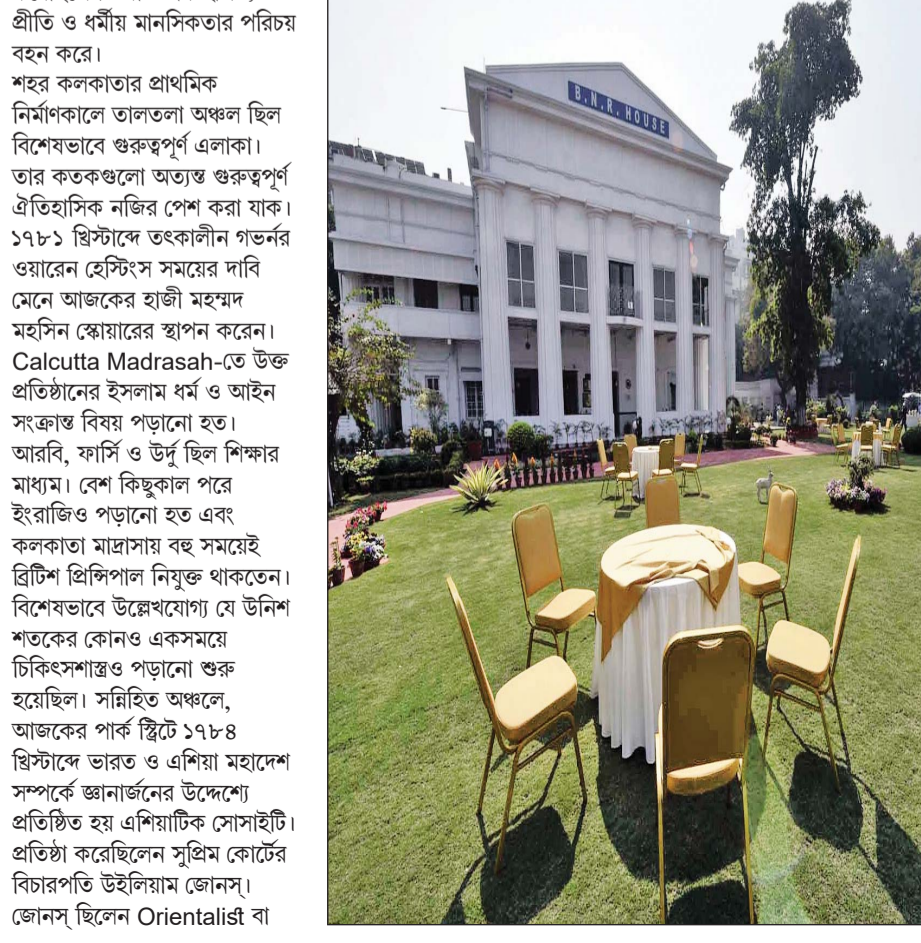 প্রীতি ও ধর্মীয় মানসিকতার পরিচয়
বহন করে।
শহর কলকাতার প্রাথমিক
নির্মাণকালে তালতলা অঞ্চল ছিল
বিশেষভাবে গুরুত্বপূর্ণ এলাকা।
তার কতকগুলো অত্যন্ত গুরুত্বপূর্ণ
ঐতিহাসিক নজির পেশ করা যাক।
১৭৮১ খ্রিস্টাব্দে তৎকালীন গভর্নর
ওয়ারেন হেস্টিংস সময়ের দাবি
মেনে আজকের হাজী মহম্মদ
মহসিন স্কোয়ারের স্থাপন করেন।
Calcutta Madrasah-তে উক্ত
প্রতিষ্ঠানের ইসলাম ধর্ম ও আইন
সংক্রান্ত বিষয় পড়ানো হত।
আরবি, ফার্সি ও উর্দু ছিল শিক্ষার
মাধ্যম। বেশ কিছুকাল পরে
ইংরাজিও পড়ানো হত এবং
কলকাতা মাদ্রাসায় বহু সময়েই
ব্রিটিশ প্রিন্সিপাল নিযুক্ত থাকতেন।
বিশেষভাবে উল্লেখযোগ্য যে উনিশ
শতকের কোনও একসময়ে
চিকিৎসশাস্ত্রও পড়ানো শুরু
হয়েছিল। সন্নিহিত অঞ্চলে,
আজকের পার্ক স্ট্রিটে ১৭৮৪
খ্রিস্টাব্দে ভারত ও এশিয়া মহাদেশ
সম্পর্কে জ্ঞানার্জনের উদ্দেশ্যে
প্রতিষ্ঠিত হয় এশিয়াটিক সোসাইটি।
প্রতিষ্ঠা করেছিলেন সুপ্রিম কোর্টের
বিচারপতি উইলিয়াম জোনস্।
জোনস্ ছিলেন Orientalist বা
B.N.R. HOUSE